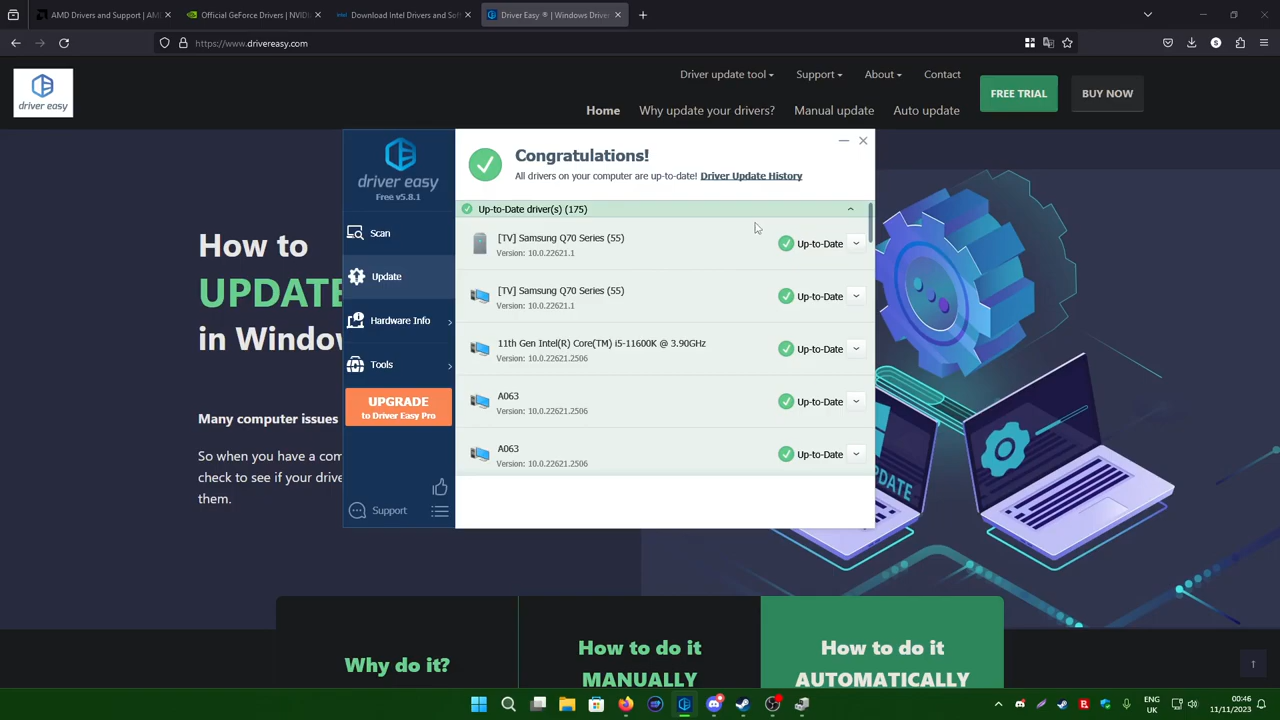 AMD Drivers and Support | AM
Official GeForce Drivers | NVIDI
Download Intel Drivers and Soft
Driver Easy ® | Windows Driver
https://www.drivereasy.com
driver easy
Driver update tool
Support
About
Contact
Home
Why update your drivers?
Manual update
Auto update
FREE TRIAL
BUY NOW
How to
UPDATE
in Window
Many computer issues
So when you have a com
check to see if your drive
them.
driver easy
Free v5.8.1
Scan
Update
Hardware Info
Tools
UPGRADE
to Driver Easy Pro
Support
Congratulations!
All drivers on your computer are up-to-date! Driver Update History
Up-to-Date driver(s) (175)
[TV] Samsung Q70 Series (55)
Version: 10.0.22621.1
Up-to-Date
[TV] Samsung Q70 Series (55)
Version: 10.0.22621.1
Up-to-Date
11th Gen Intel(R) Core(TM) i5-11600K @ 3.90GHz
Version: 10.0.22621.2506
Up-to-Date
A063
Version: 10.0.22621.2506
Up-to-Date
A063
Version: 10.0.22621.2506
Up-to-Date
UPDATE
Why do it?
How to do it
MANUALLY
How to do it
AUTOMATICALLY
ENG
UK
00:46
11/11/2023